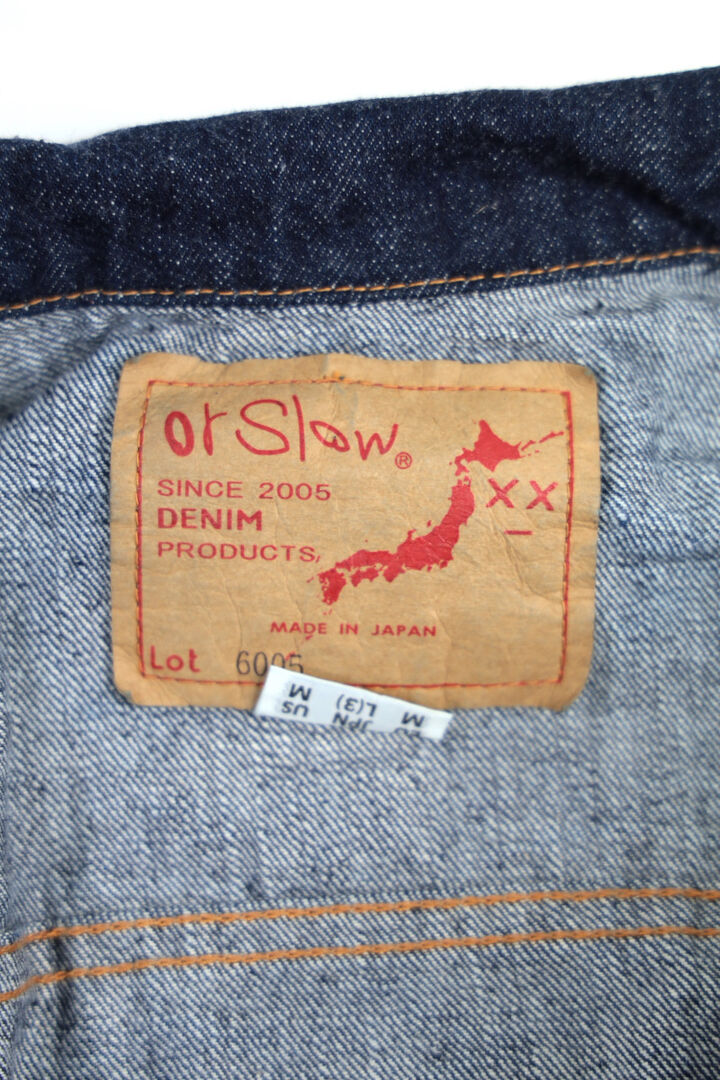 orSlow®
SINCE 2005
DENIM
PRODUCTS,
XX
MADE IN JAPAN
Lot 6005
US JPN
M L(3) M